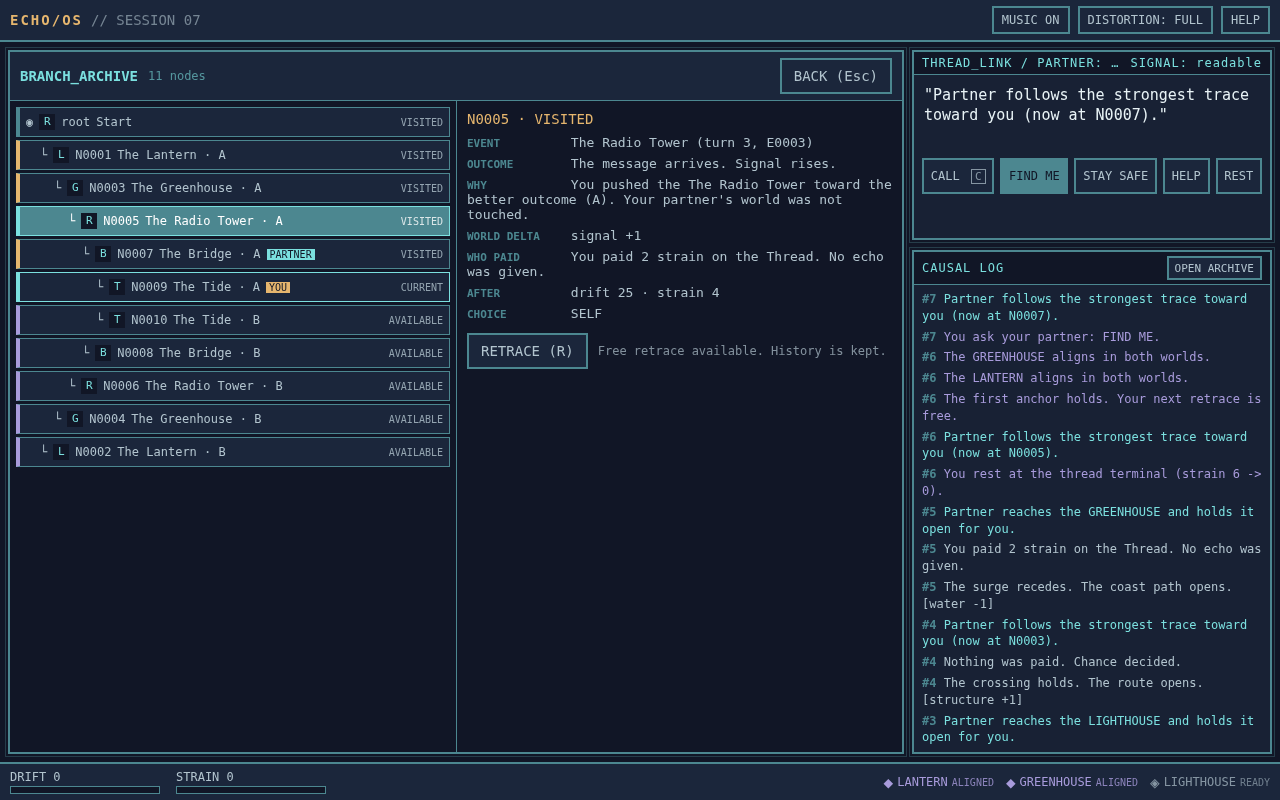 ECHO/OS // SESSION 07
MUSIC ON
DISTORTION: FULL
HELP
BRANCH_ARCHIVE 11 nodes
BACK (Esc)
◉ R root Start VISITED
└ L N0001 The Lantern · A VISITED
└ G N0003 The Greenhouse · A VISITED
└ R N0005 The Radio Tower · A VISITED
└ B N0007 The Bridge · A PARTNER VISITED
└ T N0009 The Tide · A YOU CURRENT
└ T N0010 The Tide · B AVAILABLE
└ B N0008 The Bridge · B AVAILABLE
└ R N0006 The Radio Tower · B AVAILABLE
└ G N0004 The Greenhouse · B AVAILABLE
└ L N0002 The Lantern · B AVAILABLE
N0005 · VISITED
EVENT The Radio Tower (turn 3, E0003)
OUTCOME The message arrives. Signal rises.
WHY You pushed the The Radio Tower toward the
better outcome (A). Your partner's world was not
touched.
WORLD DELTA signal +1
WHO PAID You paid 2 strain on the Thread. No echo
was given.
AFTER drift 25 · strain 4
CHOICE SELF
RETRACE (R) Free retrace available. History is kept.
THREAD_LINK / PARTNER: … SIGNAL: readable
"Partner follows the strongest trace
toward you (now at N0007)."
CALL C
FIND ME
STAY SAFE
HELP
REST
CAUSAL LOG
OPEN ARCHIVE
#7 Partner follows the strongest trace toward
you (now at N0007).
#7 You ask your partner: FIND ME.
#6 The GREENHOUSE aligns in both worlds.
#6 The LANTERN aligns in both worlds.
#6 The first anchor holds. Your next retrace is
free.
#6 Partner follows the strongest trace toward
you (now at N0005).
#6 You rest at the thread terminal (strain 6 ->
0).
#5 Partner reaches the GREENHOUSE and holds it
open for you.
#5 You paid 2 strain on the Thread. No echo was
given.
#5 The surge recedes. The coast path opens.
[water -1]
#4 Partner follows the strongest trace toward
you (now at N0003).
#4 Nothing was paid. Chance decided.
#4 The crossing holds. The route opens.
[structure +1]
#3 Partner reaches the LIGHTHOUSE and holds it
open for you.
DRIFT 0
STRAIN 0
◆ LANTERN ALIGNED
◆ GREENHOUSE ALIGNED
◈ LIGHTHOUSE READY